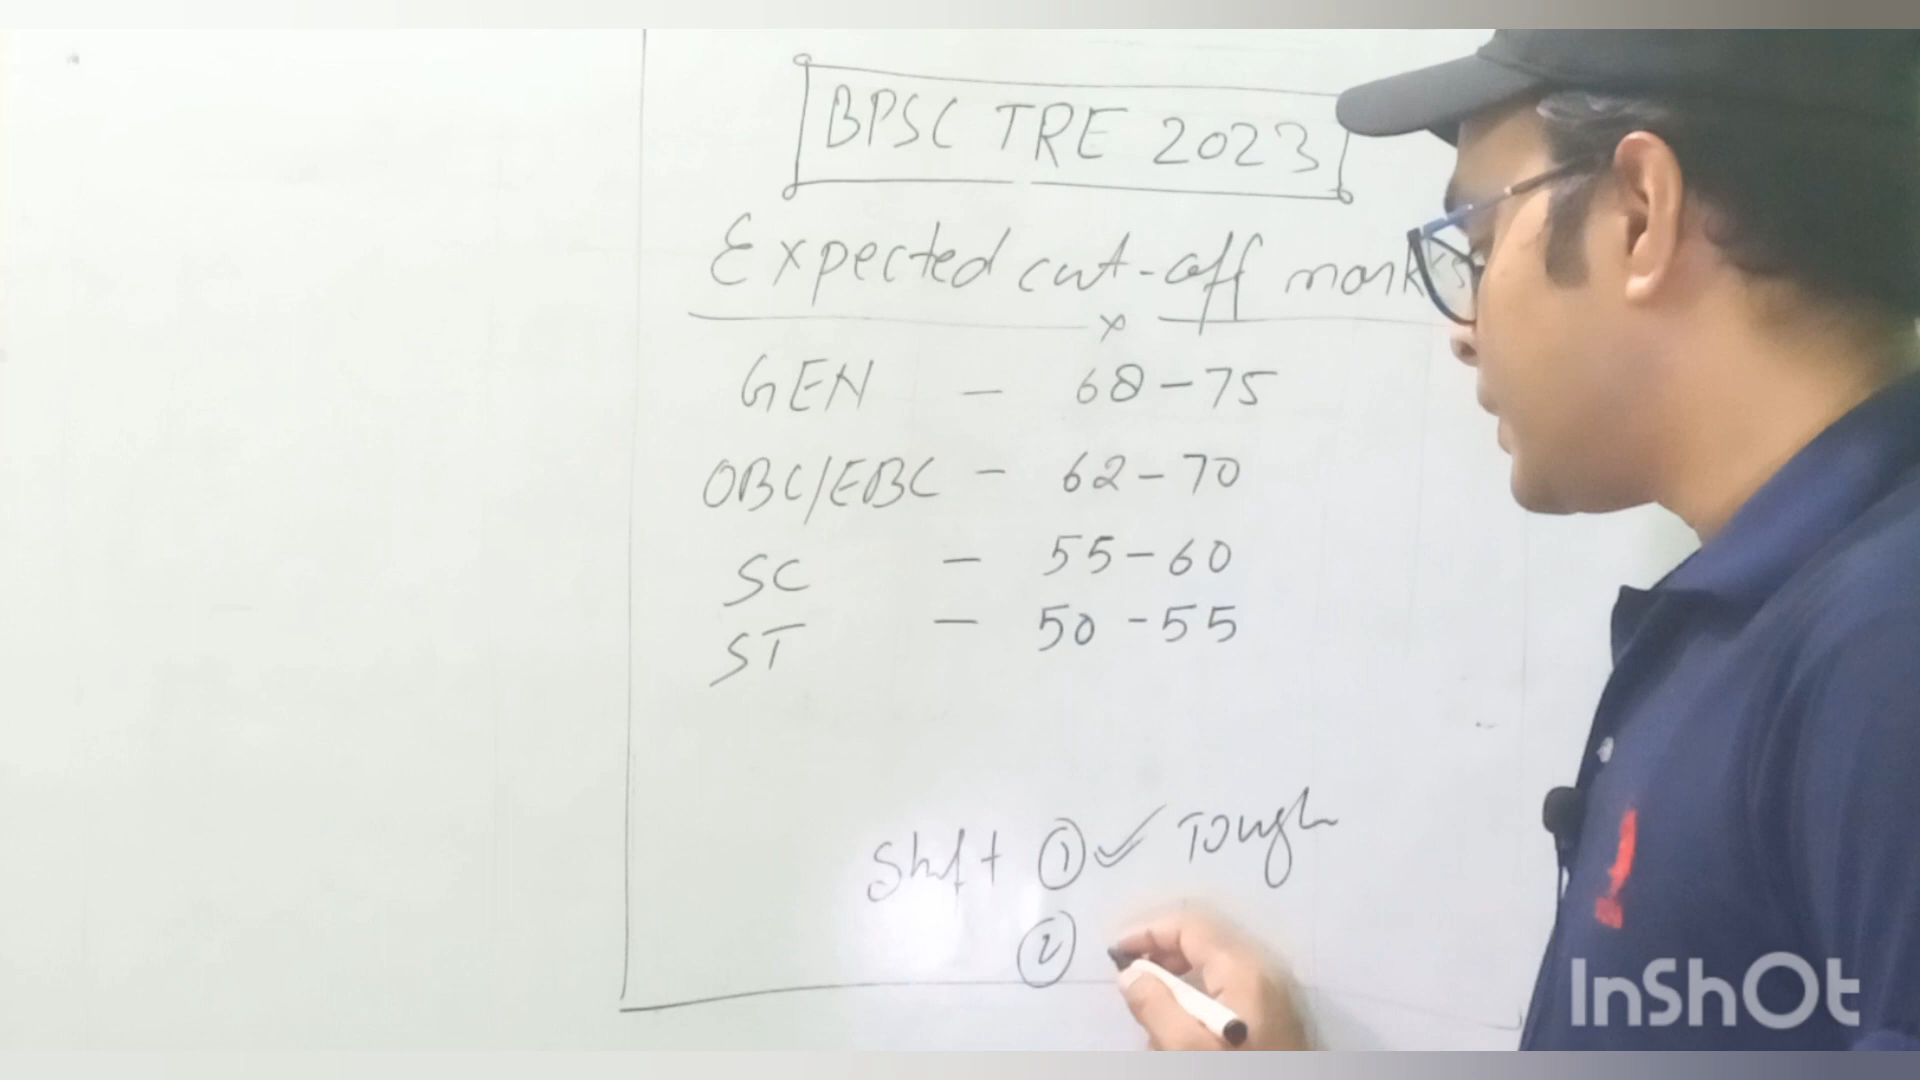 BPSC TRE 2023
Expected cut-off marks
GEN - 68-75
OBC/EBC - 62-70
SC - 55-60
ST - 50-55
Shift ① ✓ Tough
②
InShOt